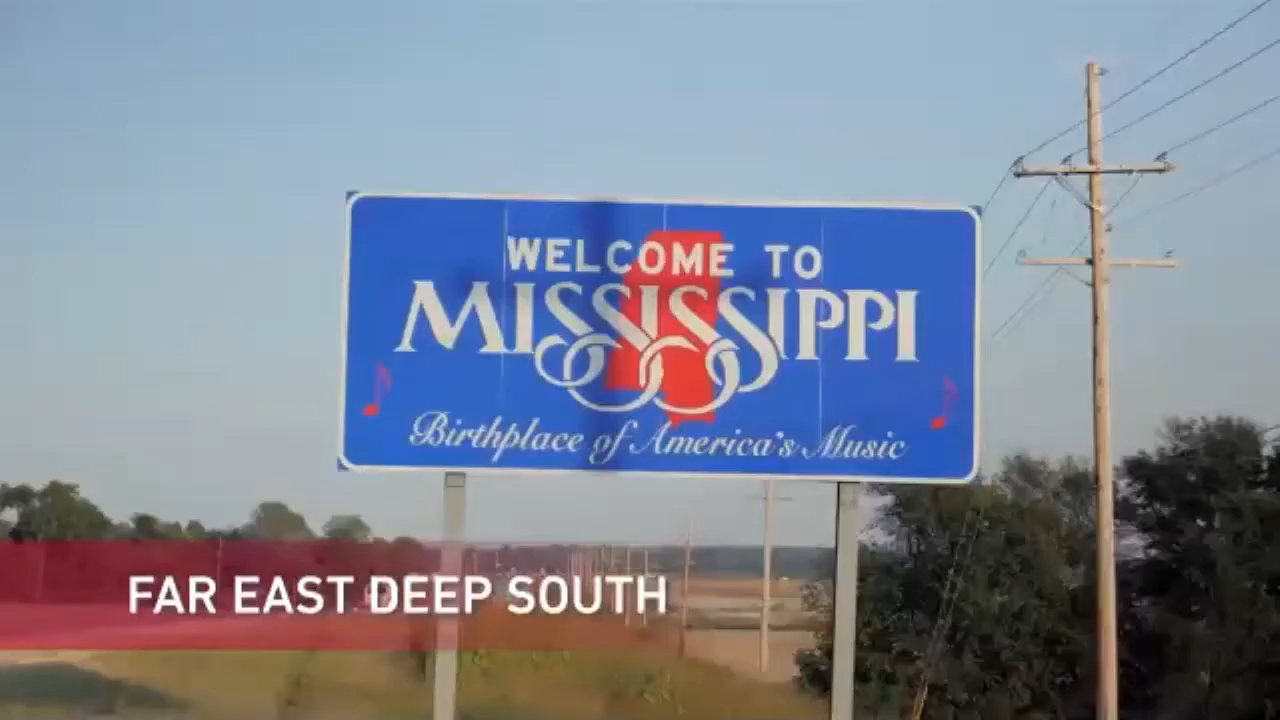 WELCOME TO
MISSISSIPPI
Birthplace of America's Music
FAR EAST DEEP SOUTH